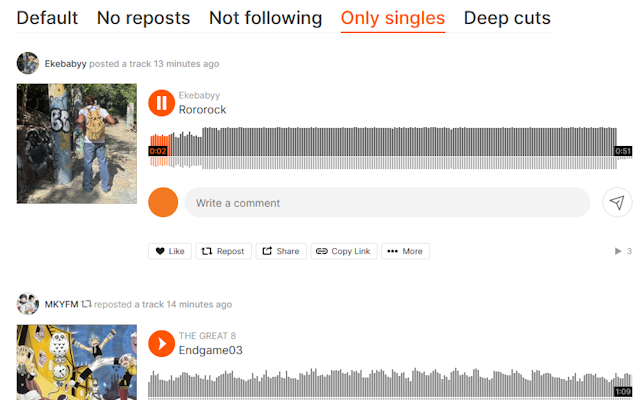 Default No reposts Not following Only singles Deep cuts
Ekebabyy posted a track 13 minutes ago
Ekebabyy
Rororock
0:02 0:51
Write a comment
Like Repost Share Copy Link More 3
MKYFM reposted a track 14 minutes ago
THE GREAT 8
Endgame03
1:09